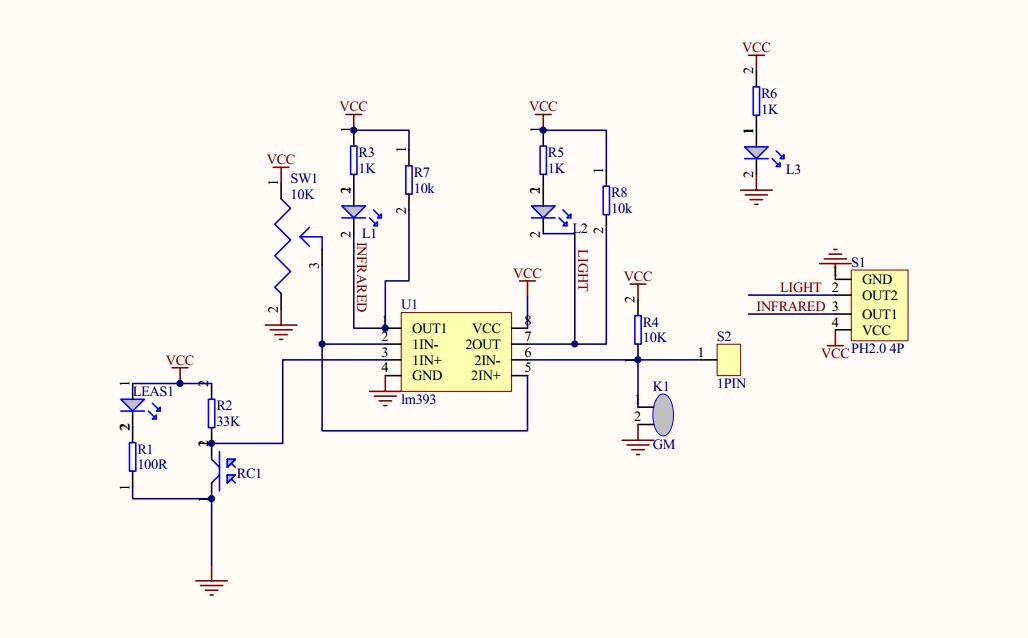 VCC
2
R6
1K
1
2
L3
VCC
1
R3
1K
2
2
L1
INFRARED
1
R7
10k
2
VCC
1
R5
1K
2
2
L2
LIGHT
1
R8
10k
2
VCC
1
SW1
10K
3
2
U1
1
OUT1
2
1IN-
3
1IN+
4
GND
lm393
VCC
8
VCC
7
2OUT
6
2IN-
5
2IN+
VCC
2
R4
10K
1
S2
1PIN
K1
1
2
GM
S1
1
GND
LIGHT
2
OUT2
INFRARED
3
OUT1
4
VCC
VCC
PH2.0 4P
VCC
1
LEAS1
2
R1
100R
1
2
R2
33K
2
RC1